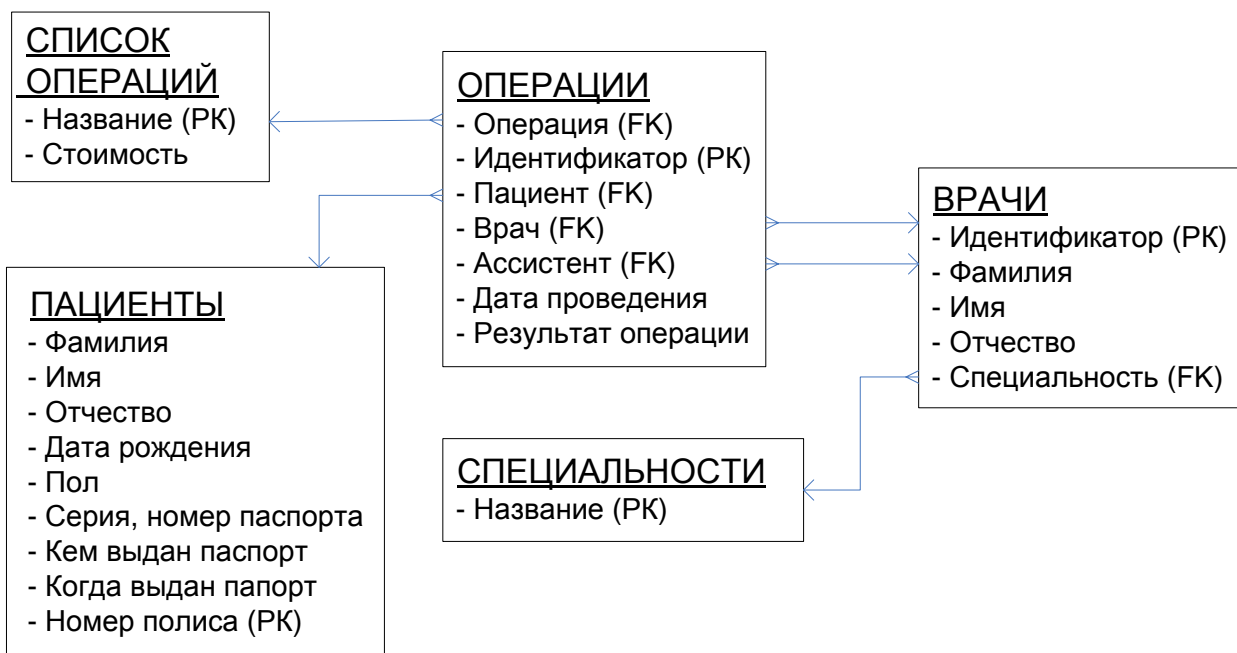 СПИСОК
ОПЕРАЦИЙ
- Название (PK)
- Стоимость
ОПЕРАЦИИ
- Операция (FK)
- Идентификатор (PK)
- Пациент (FK)
- Врач (FK)
- Ассистент (FK)
- Дата проведения
- Результат операции
ВРАЧИ
- Идентификатор (PK)
- Фамилия
- Имя
- Отчество
- Специальность (FK)
ПАЦИЕНТЫ
- Фамилия
- Имя
- Отчество
- Дата рождения
- Пол
- Серия, номер паспорта
- Кем выдан паспорт
- Когда выдан папорт
- Номер полиса (PK)
СПЕЦИАЛЬНОСТИ
- Название (PK)